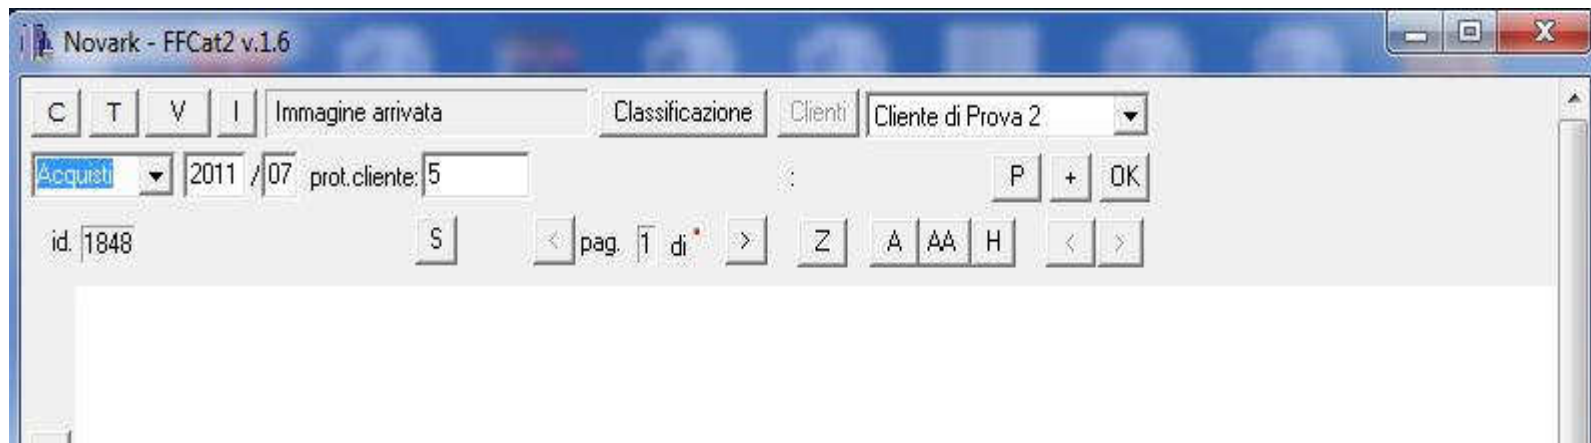 Novark - FFCat2 v.1.6
C T V I Immagine arrivata Classificazione Clienti Cliente di Prova 2
Acquisti 2011 / 07 prot.cliente: 5 : P + OK
id. 1848 S < pag. 1 di > Z A AA H < >